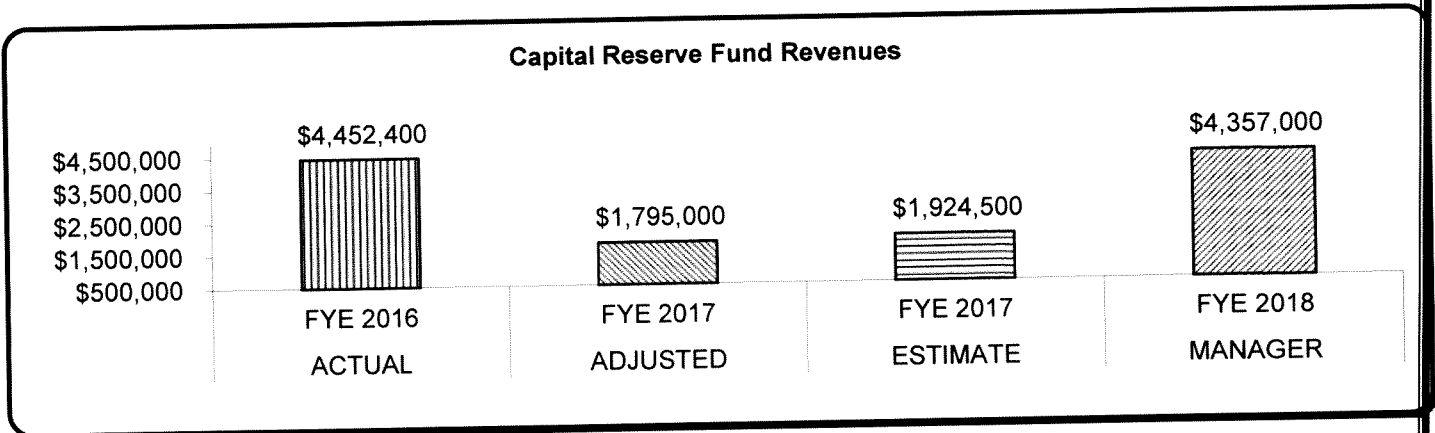 Capital Reserve Fund Revenues
$4,452,400
$1,795,000
$1,924,500
$4,357,000
$4,500,000
$3,500,000
$2,500,000
$1,500,000
$500,000
FYE 2016
FYE 2017
FYE 2017
FYE 2018
ACTUAL
ADJUSTED
ESTIMATE
MANAGER